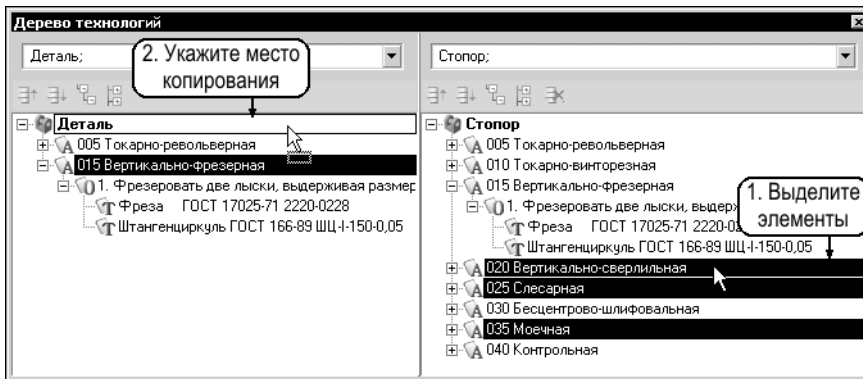 Дерево технологий
Деталь;
2. Укажите место
копирования
Деталь
005 Токарно-револьверная
015 Вертикально-фрезерная
1. Фрезеровать две лыски, выдерживая размер
Фреза ГОСТ 17025-71 2220-0228
Штангенциркуль ГОСТ 166-89 ШЦ-I-150-0,05
Стопор;
Стопор
005 Токарно-револьверная
010 Токарно-винторезная
015 Вертикально-фрезерная
1. Фрезеровать две лыски, выдерж
Фреза ГОСТ 17025-71 2220-02
Штангенциркуль ГОСТ 166-89 ШЦ-I-150-0,05
1. Выделите
элементы
020 Вертикально-сверлильная
025 Слесарная
030 Бесцентрово-шлифовальная
035 Моечная
040 Контрольная